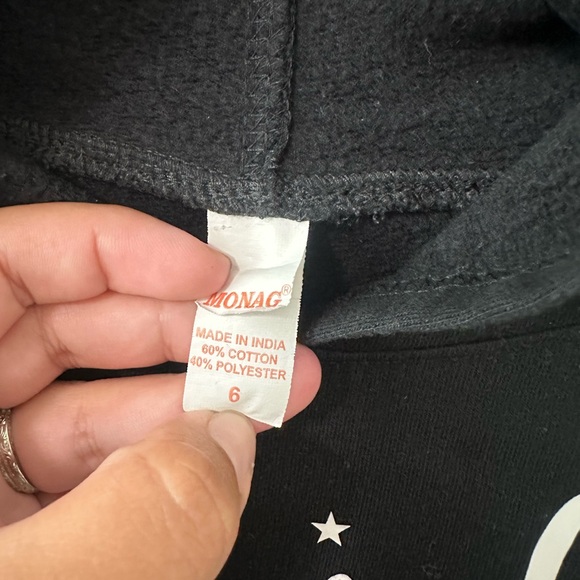 MONAG®
MADE IN INDIA
60% COTTON
40% POLYESTER
6